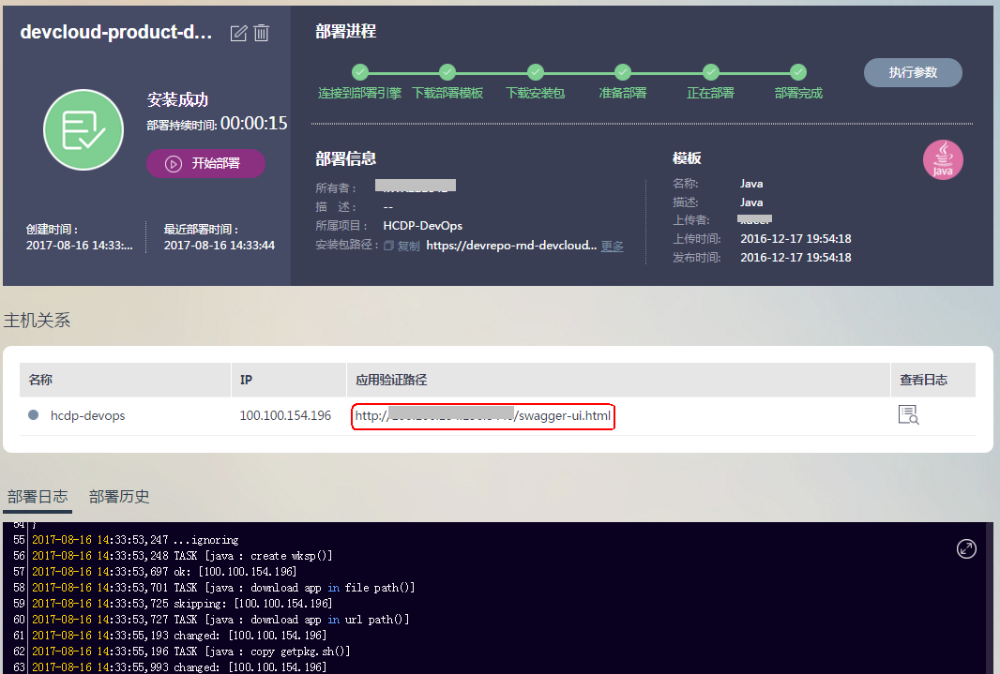 devcloud-product-d...
安装成功
部署持续时间: 00:00:15
开始部署
创建时间 :
2017-08-16 14:33:...
最近部署时间 :
2017-08-16 14:33:44
部署进程
连接到部署引擎 下载部署模板 下载安装包 准备部署 正在部署 部署完成
执行参数
部署信息
所有者 :
描 述 : --
所属项目 : HCDP-DevOps
安装包路径 : 复制 https://devrepo-rnd-devcloud... 更多
模板
名称: Java
描述: Java
上传者:
上传时间: 2016-12-17 19:54:18
发布时间: 2016-12-17 19:54:18
Java
主机关系
名称 IP 应用验证路径 查看日志
hcdp-devops 100.100.154.196 http:// /swagger-ui.html
部署日志 部署历史
54 }
55 2017-08-16 14:33:53,247 ...ignoring
56 2017-08-16 14:33:53,248 TASK [java : create wksp()]
57 2017-08-16 14:33:53,697 ok: [100.100.154.196]
58 2017-08-16 14:33:53,701 TASK [java : download app in file path()]
59 2017-08-16 14:33:53,725 skipping: [100.100.154.196]
60 2017-08-16 14:33:53,727 TASK [java : download app in url path()]
61 2017-08-16 14:33:55,193 changed: [100.100.154.196]
62 2017-08-16 14:33:55,196 TASK [java : copy getpkg.sh()]
63 2017-08-16 14:33:55,993 changed: [100.100.154.196]